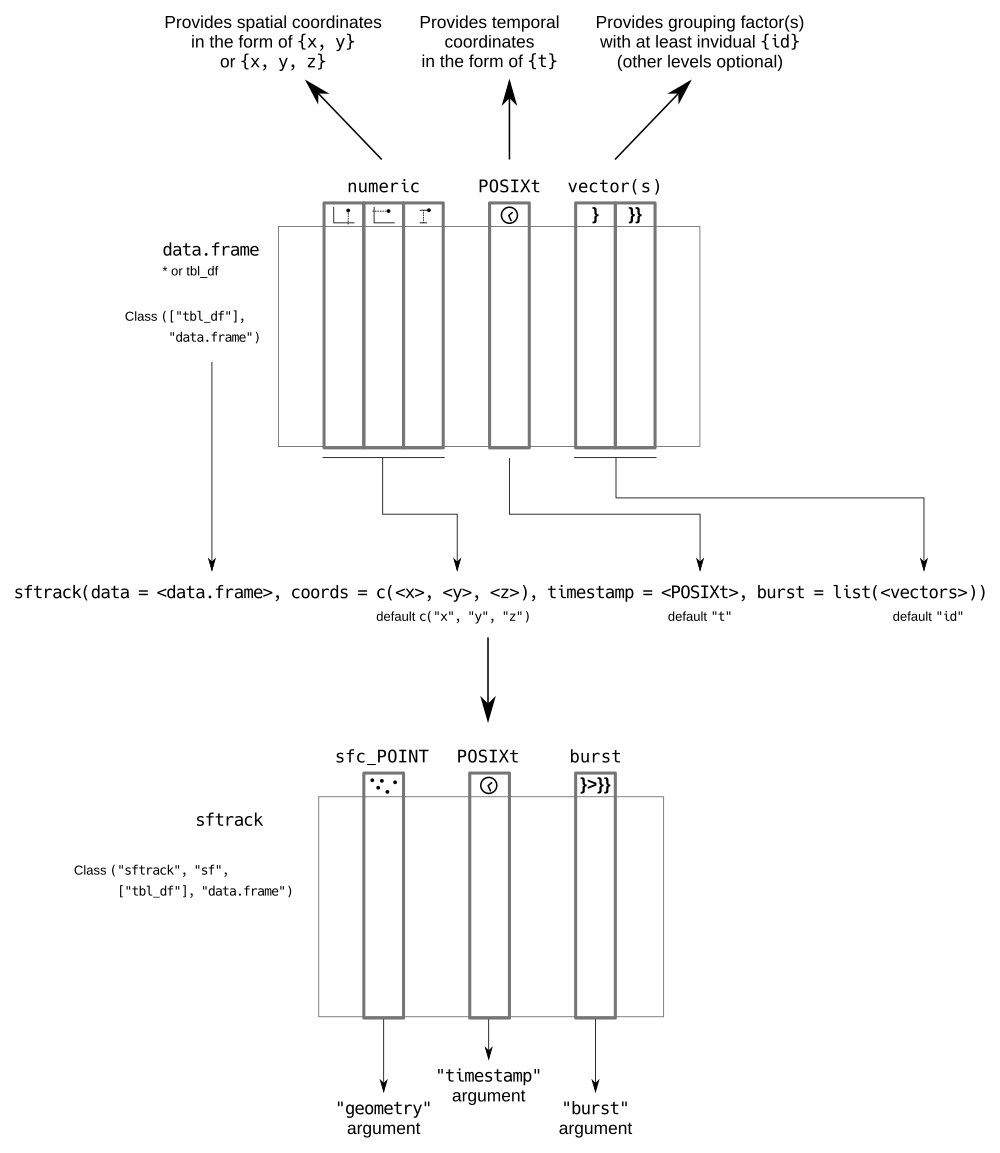 Provides spatial coordinates
in the form of {x, y}
or {x, y, z}
Provides temporal
coordinates
in the form of {t}
Provides grouping factor(s)
with at least invidual {id}
(other levels optional)
numeric
POSIXt
vector(s)
}
}}
data.frame
* or tbl_df
Class (["tbl_df"],
"data.frame")
sftrack(data = <data.frame>, coords = c(<x>, <y>, <z>), timestamp = <POSIXt>, burst = list(<vectors>))
default c("x", "y", "z")
default "t"
default "id"
sfc_POINT
POSIXt
burst
}>}}
sftrack
Class ("sftrack", "sf",
["tbl_df"], "data.frame")
"timestamp"
argument
"geometry"
argument
"burst"
argument